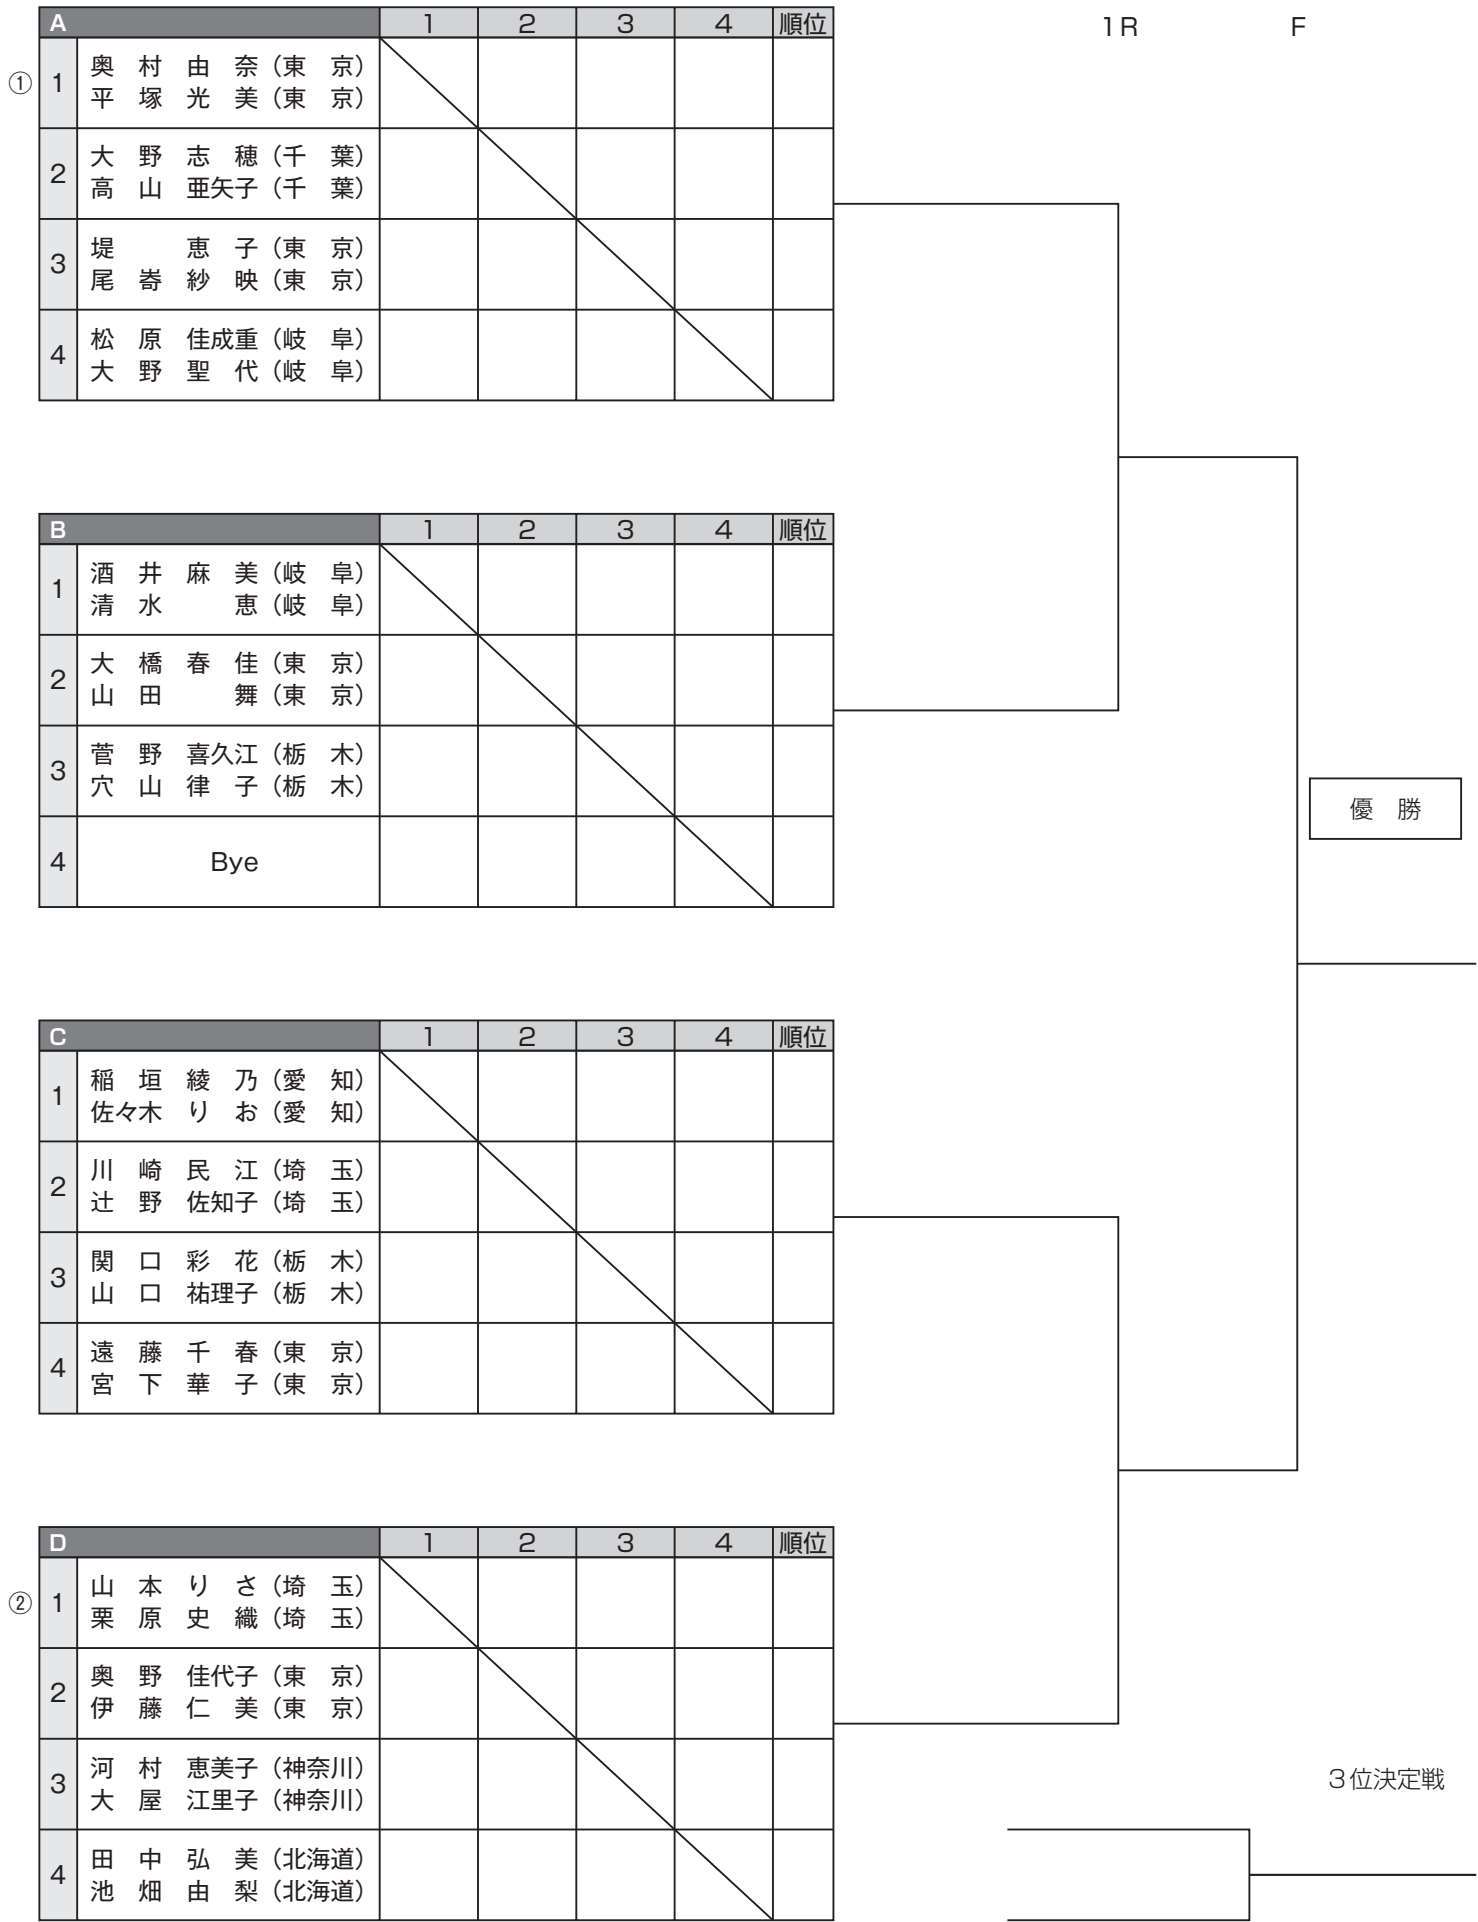 A 1 2 3 4 順位
1R F
① 1 奥村由奈（東京）
平塚光美（東京）
2 大野志穂（千葉）
高山亜矢子（千葉）
3 堤恵子（東京）
尾嵜紗映（東京）
4 松原佳成重（岐阜）
大野聖代（岐阜）
B 1 2 3 4 順位
1 酒井麻美（岐阜）
清水恵（岐阜）
2 大橋春佳（東京）
山田舞（東京）
3 菅野喜久江（栃木）
穴山律子（栃木）
優勝
4 Bye
C 1 2 3 4 順位
1 稲垣綾乃（愛知）
佐々木りお（愛知）
2 川崎民江（埼玉）
辻野佐知子（埼玉）
3 関口彩花（栃木）
山口祐理子（栃木）
4 遠藤千春（東京）
宮下華子（東京）
D 1 2 3 4 順位
② 1 山本りさ（埼玉）
栗原史織（埼玉）
2 奥野佳代子（東京）
伊藤仁美（東京）
3 河村恵美子（神奈川）
大屋江里子（神奈川）
3位決定戦
4 田中弘美（北海道）
池畑由梨（北海道）